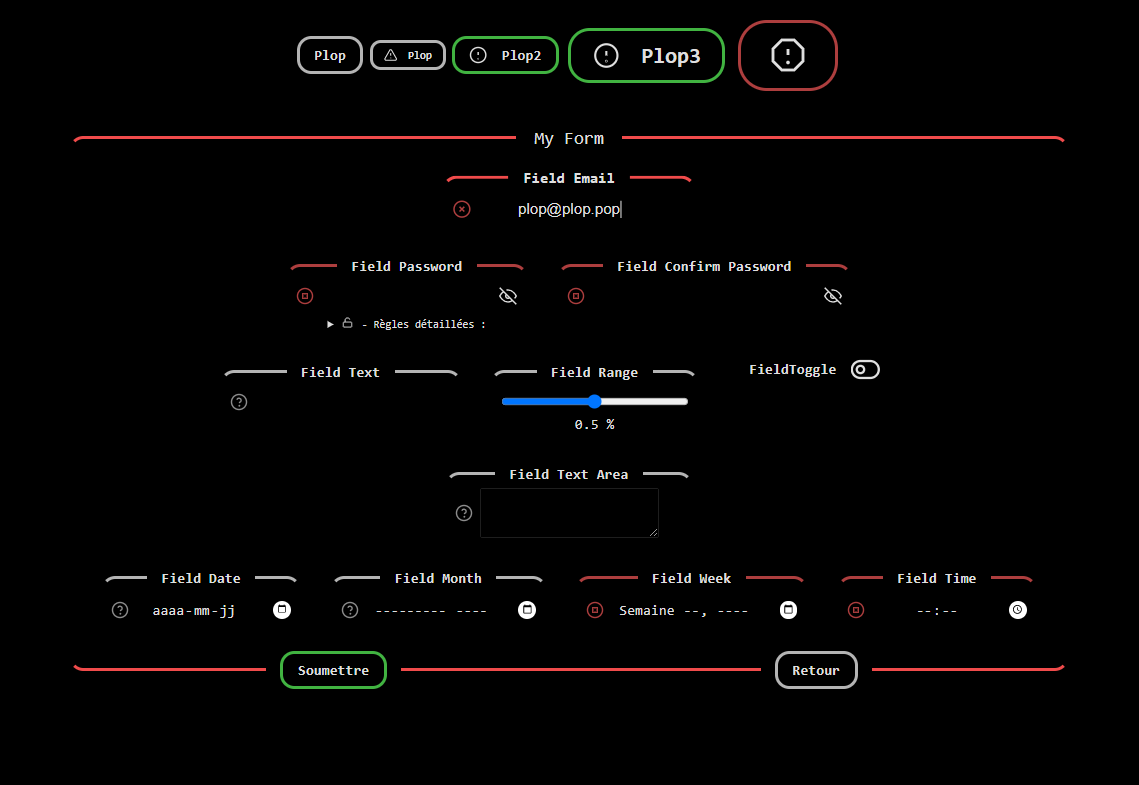 Plop Plop Plop2 Plop3
My Form
Field Email
plop@plop.pop
Field Password Field Confirm Password
- Règles détaillées :
Field Text Field Range FieldToggle
0.5 %
Field Text Area
Field Date Field Month Field Week Field Time
aaaa-mm-jj --------- ---- Semaine --, ---- --:--
Soumettre Retour